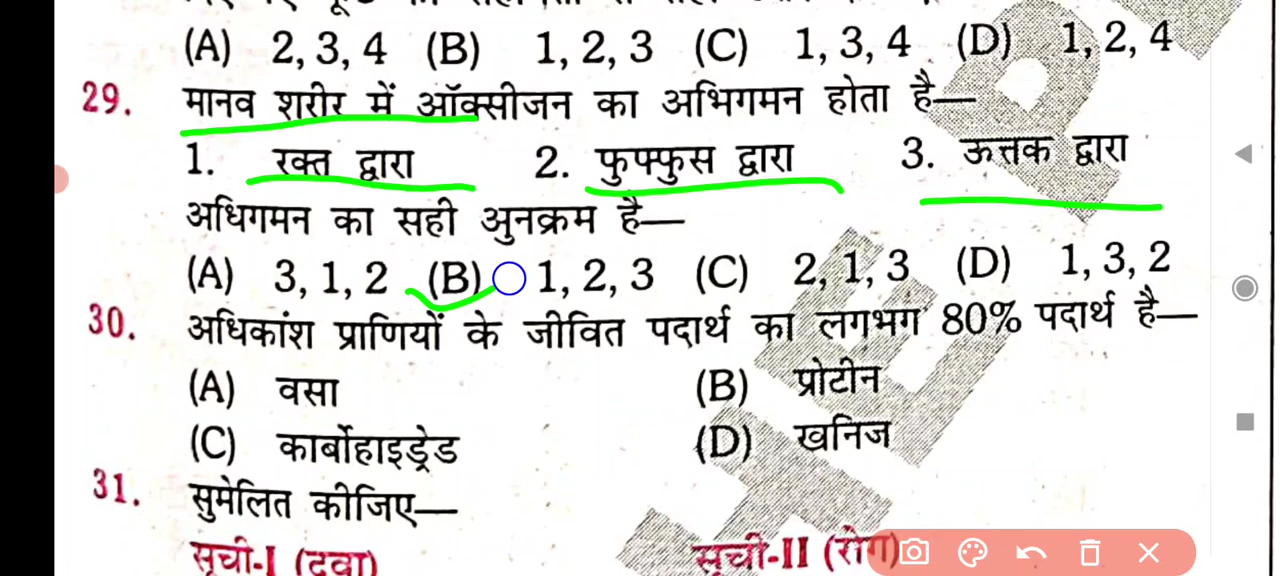 (A) 2, 3, 4 (B) 1, 2, 3 (C) 1, 3, 4 (D) 1, 2, 4
29. मानव शरीर में ऑक्सीजन का अभिगमन होता है—
1. रक्त द्वारा 2. फुफ्फुस द्वारा 3. ऊत्तक द्वारा
अधिगमन का सही अुनक्रम है—
(A) 3, 1, 2 (B) 1, 2, 3 (C) 2, 1, 3 (D) 1, 3, 2
30. अधिकांश प्राणियों के जीवित पदार्थ का लगभग 80% पदार्थ है—
(A) वसा (B) प्रोटीन
(C) कार्बोहाइड्रेड (D) खनिज
31. सुमेलित कीजिए—
सूची-I (दवा) सूची-II (रोग)